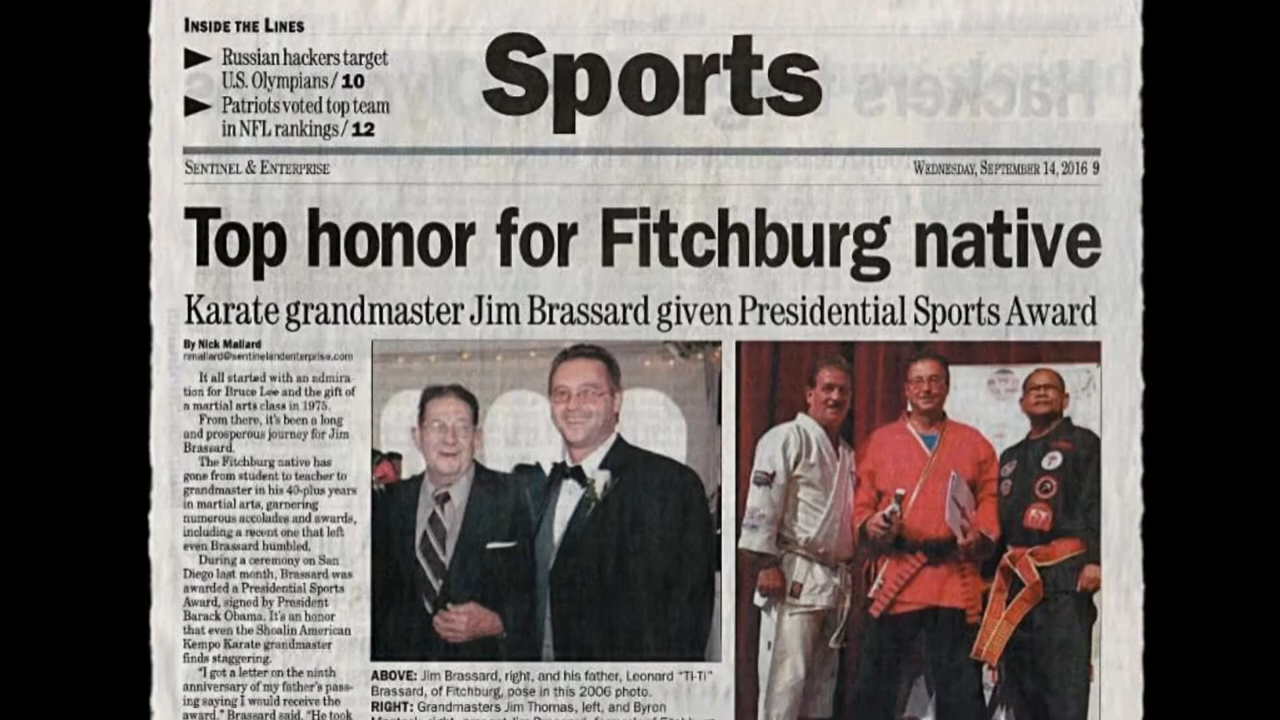 INSIDE THE LINES
Russian hackers target
U.S. Olympians / 10
Patriots voted top team
in NFL rankings / 12
Sports
SENTINEL & ENTERPRISE
WEDNESDAY, SEPTEMBER 14, 2016 9
Top honor for Fitchburg native
Karate grandmaster Jim Brassard given Presidential Sports Award
By Nick Mallard
nmallard@sentinelandenterprise.com
It all started with an admira-
tion for Bruce Lee and the gift of
a martial arts class in 1975.
From there, it's been a long
and prosperous journey for Jim
Brassard.
The Fitchburg native has
gone from student to teacher to
grandmaster in his 40-plus years
in martial arts, garnering
numerous accolades and awards,
including a recent one that left
even Brassard humbled.
During a ceremony on San
Diego last month, Brassard was
awarded a Presidential Sports
Award, signed by President
Barack Obama. It's an honor
that even the Shoalin American
Kempo Karate grandmaster
finds staggering.
"I got a letter on the ninth
anniversary of my father's pass-
ing saying I would receive the
award," Brassard said. "He took
ABOVE: Jim Brassard, right, and his father, Leonard "Ti-Ti"
Brassard, of Fitchburg, pose in this 2006 photo.
RIGHT: Grandmasters Jim Thomas, left, and Byron